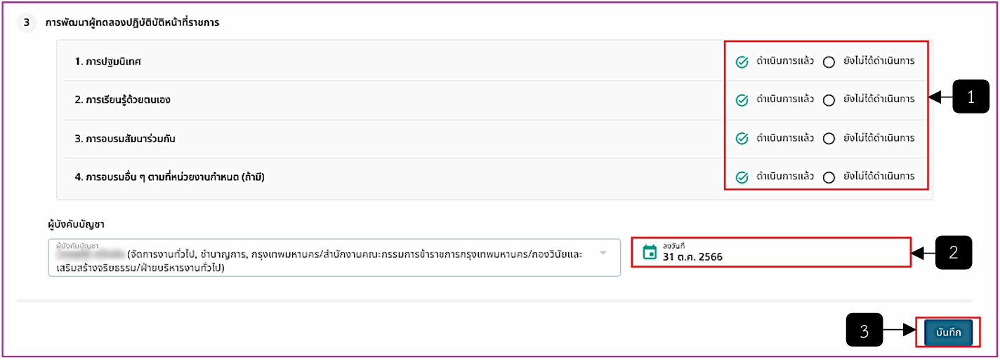 3 การพัฒนาผู้ทดลองปฏิบัติบัติหน้าที่ราชการ
1. การปฐมนิเทศ ดำเนินการแล้ว ยังไม่ได้ดำเนินการ
2. การเรียนรู้ด้วยตนเอง ดำเนินการแล้ว ยังไม่ได้ดำเนินการ
1
3. การอบรมสัมนาร่วมกัน ดำเนินการแล้ว ยังไม่ได้ดำเนินการ
4. การอบรมอื่น ๆ ตามที่หน่วยงานกำหนด (ถ้ามี) ดำเนินการแล้ว ยังไม่ได้ดำเนินการ
ผู้บังคับบัญชา
ผู้บังคับบัญชา
(จัดการงานทั่วไป, ชำนาญการ, กรุงเทพมหานคร/สำนักงานคณะกรรมการข้าราชการกรุงเทพมหานคร/กองวินัยและ
เสริมสร้างจริยธรรม/ฝ่ายบริหารงานทั่วไป)
ลงวันที่
31 ต.ค. 2566
2
3
บันทึก